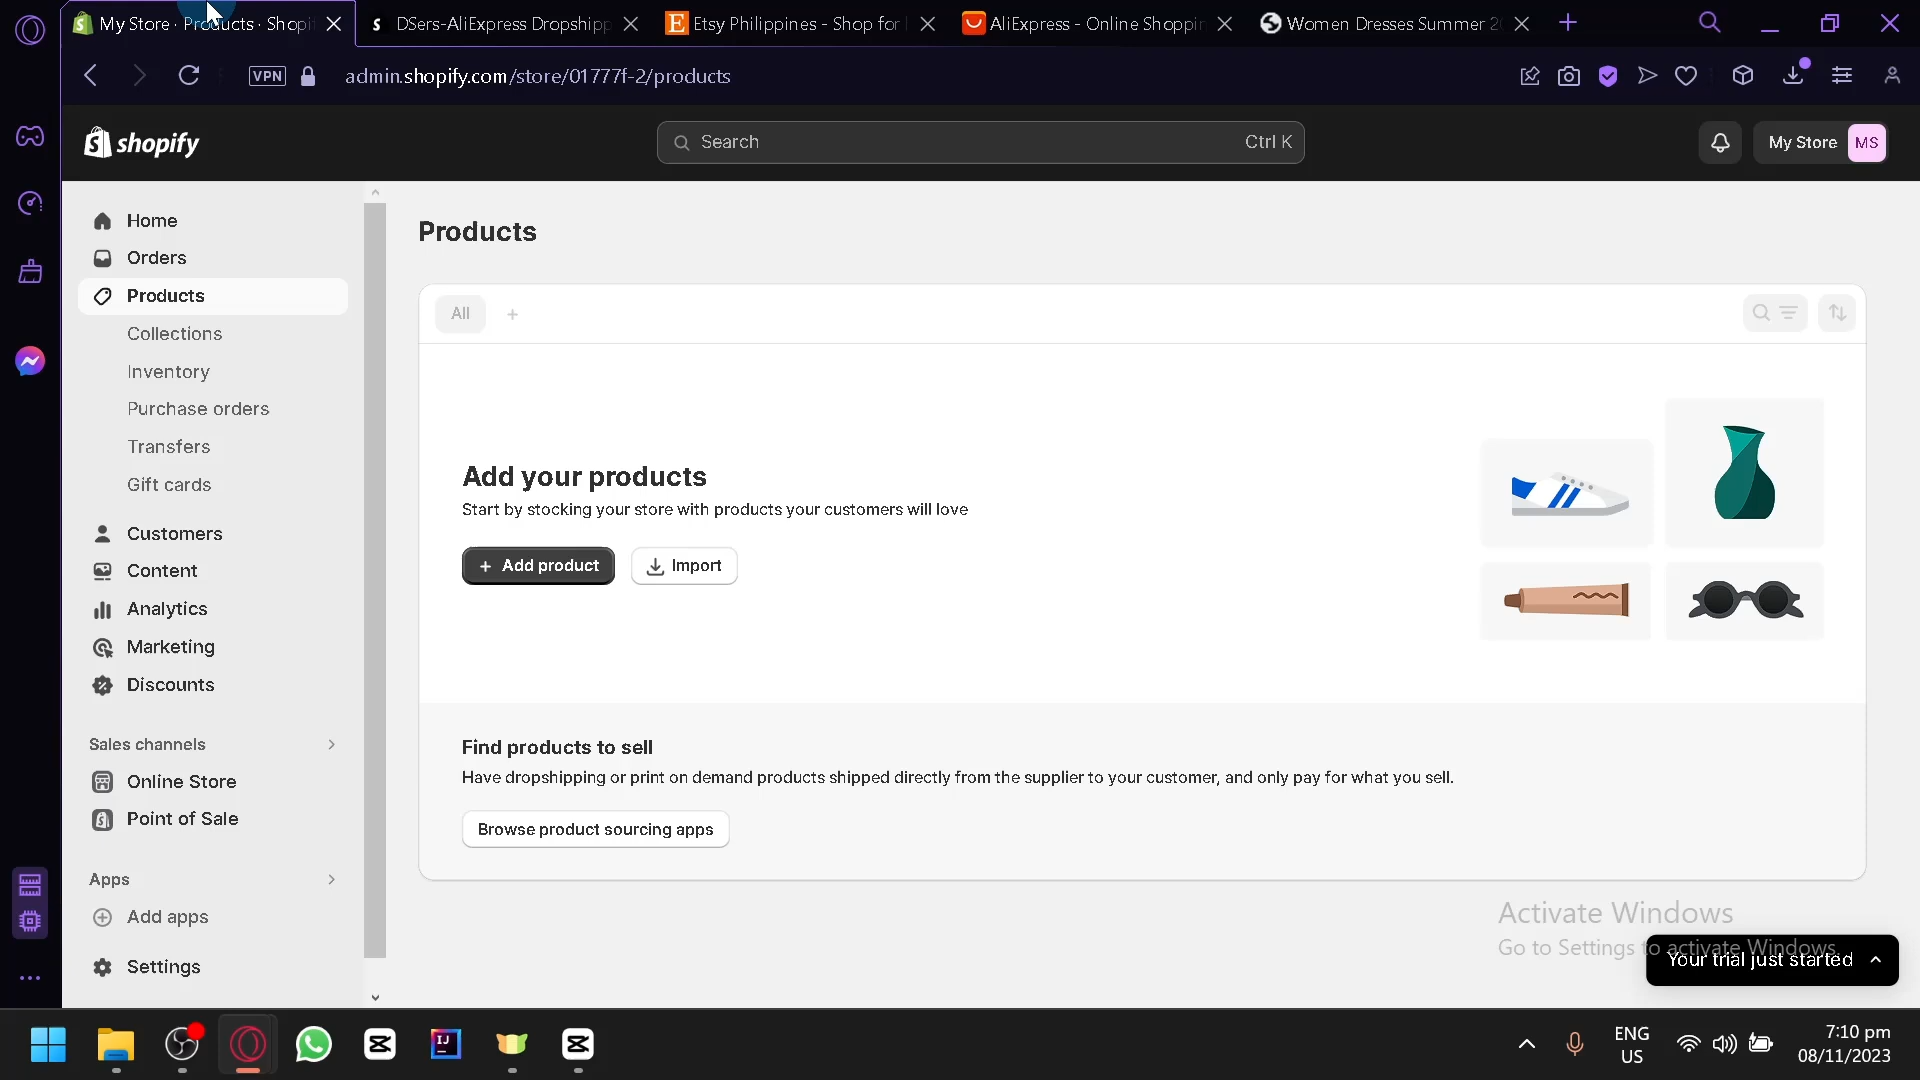 My Store · Products · Shopi
DSers-AliExpress Dropshipp
Etsy Philippines - Shop for
AliExpress - Online Shoppin
Women Dresses Summer 20
VPN
admin.shopify.com/store/01777f-2/products
shopify
Search
Ctrl K
My Store
MS
Home
Orders
Products
Collections
Inventory
Purchase orders
Transfers
Gift cards
Customers
Content
Analytics
Marketing
Discounts
Sales channels
Online Store
Point of Sale
Apps
Add apps
Settings
Products
All
Add your products
Start by stocking your store with products your customers will love
Add product
Import
Find products to sell
Have dropshipping or print on demand products shipped directly from the supplier to your customer, and only pay for what you sell.
Browse product sourcing apps
Activate Windows
Go to Settings to activate Windows.
Your trial just started
ENG
US
7:10 pm
08/11/2023